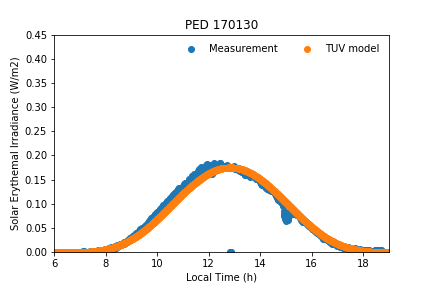 PED 170130
Measurement TUV model
Solar Erythemal Irradiance (W/m2)
0.45
0.40
0.35
0.30
0.25
0.20
0.15
0.10
0.05
0.00
6 8 10 12 14 16 18
Local Time (h)